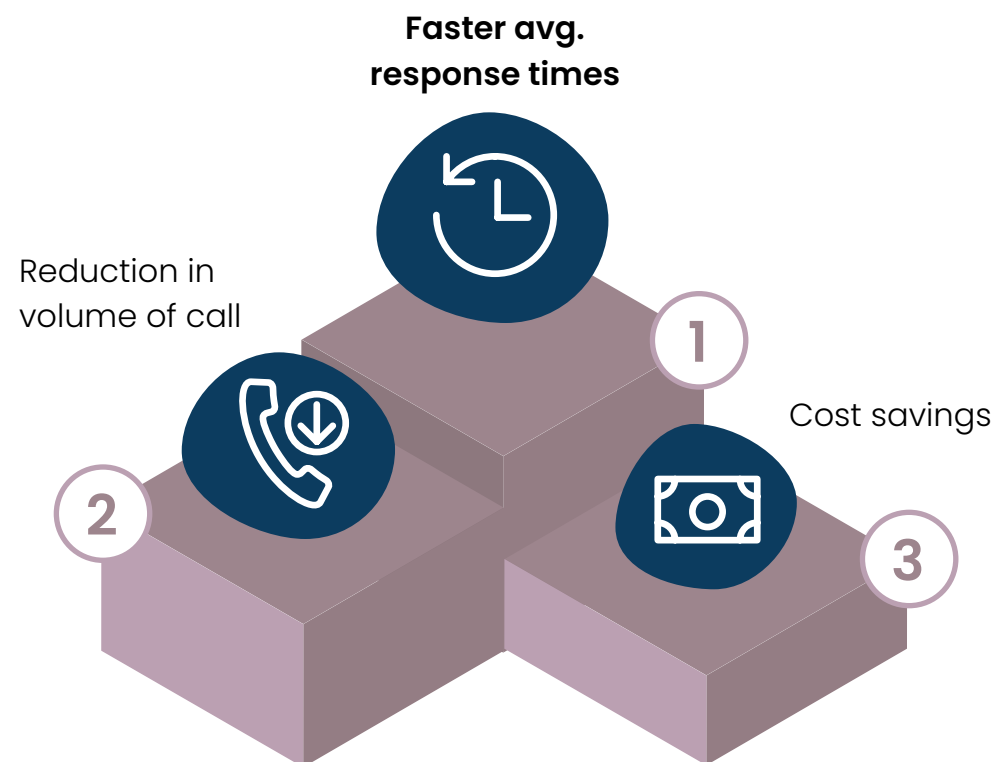 Faster avg.
response times
Reduction in
volume of call
1
Cost savings
2
3